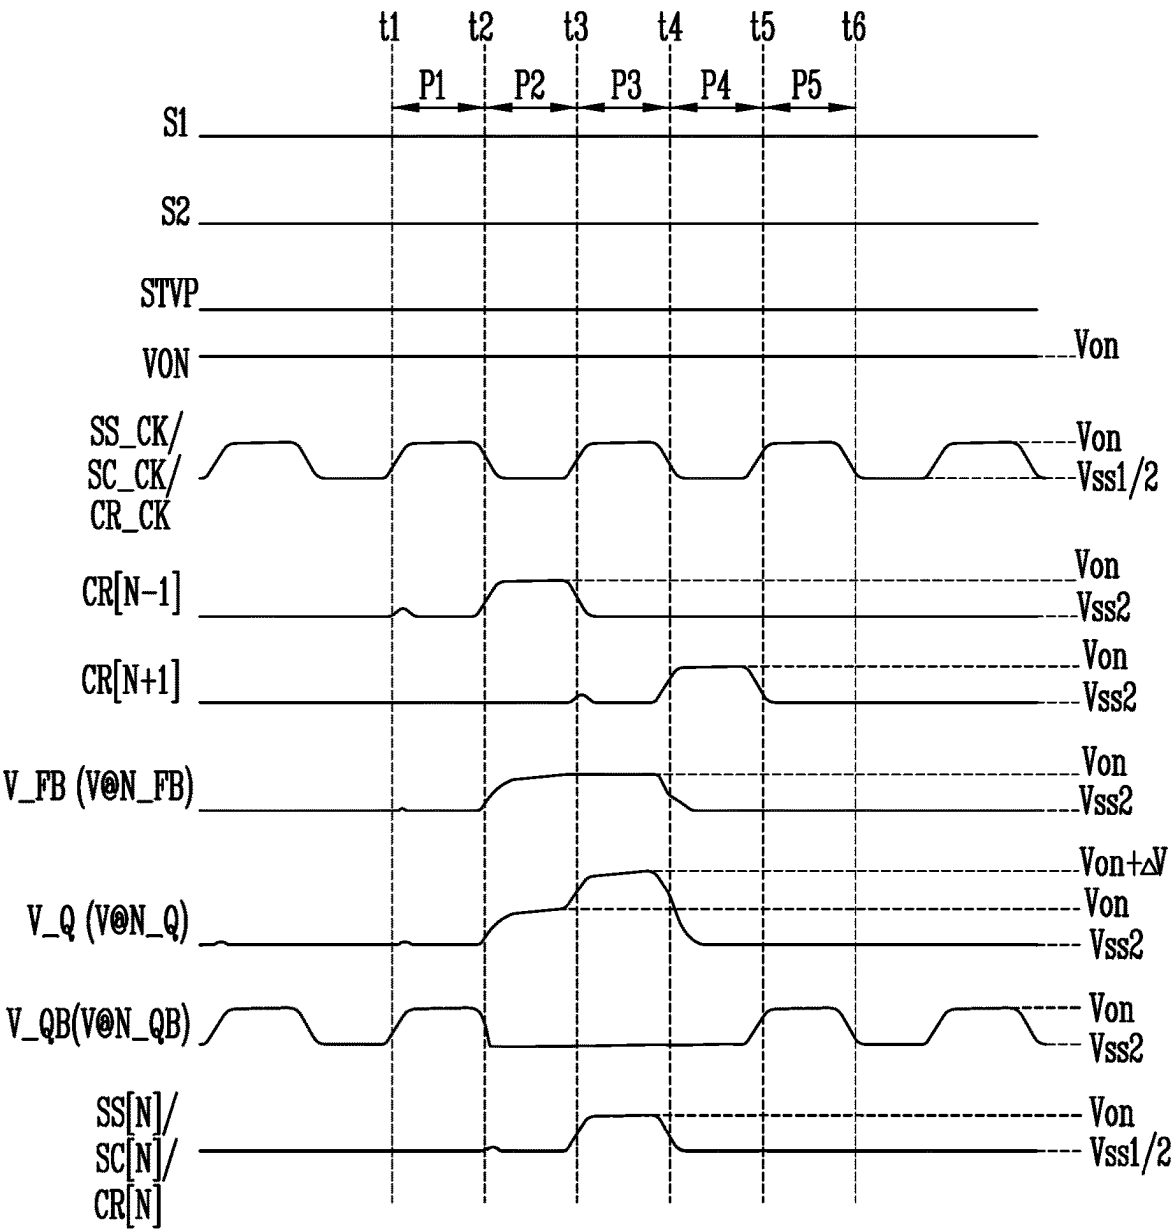 t1 t2 t3 t4 t5 t6
P1 P2 P3 P4 P5
S1
S2
STVP
VON
Von
SS_CK/
SC_CK/
CR_CK
Von
Vss1/2
CR[N-1]
Von
Vss2
CR[N+1]
Von
Vss2
V_FB (V@N_FB)
Von
Vss2
V_Q (V@N_Q)
Von+△V
Von
Vss2
V_QB(V@N_QB)
Von
Vss2
SS[N]/
SC[N]/
CR[N]
Von
Vss1/2